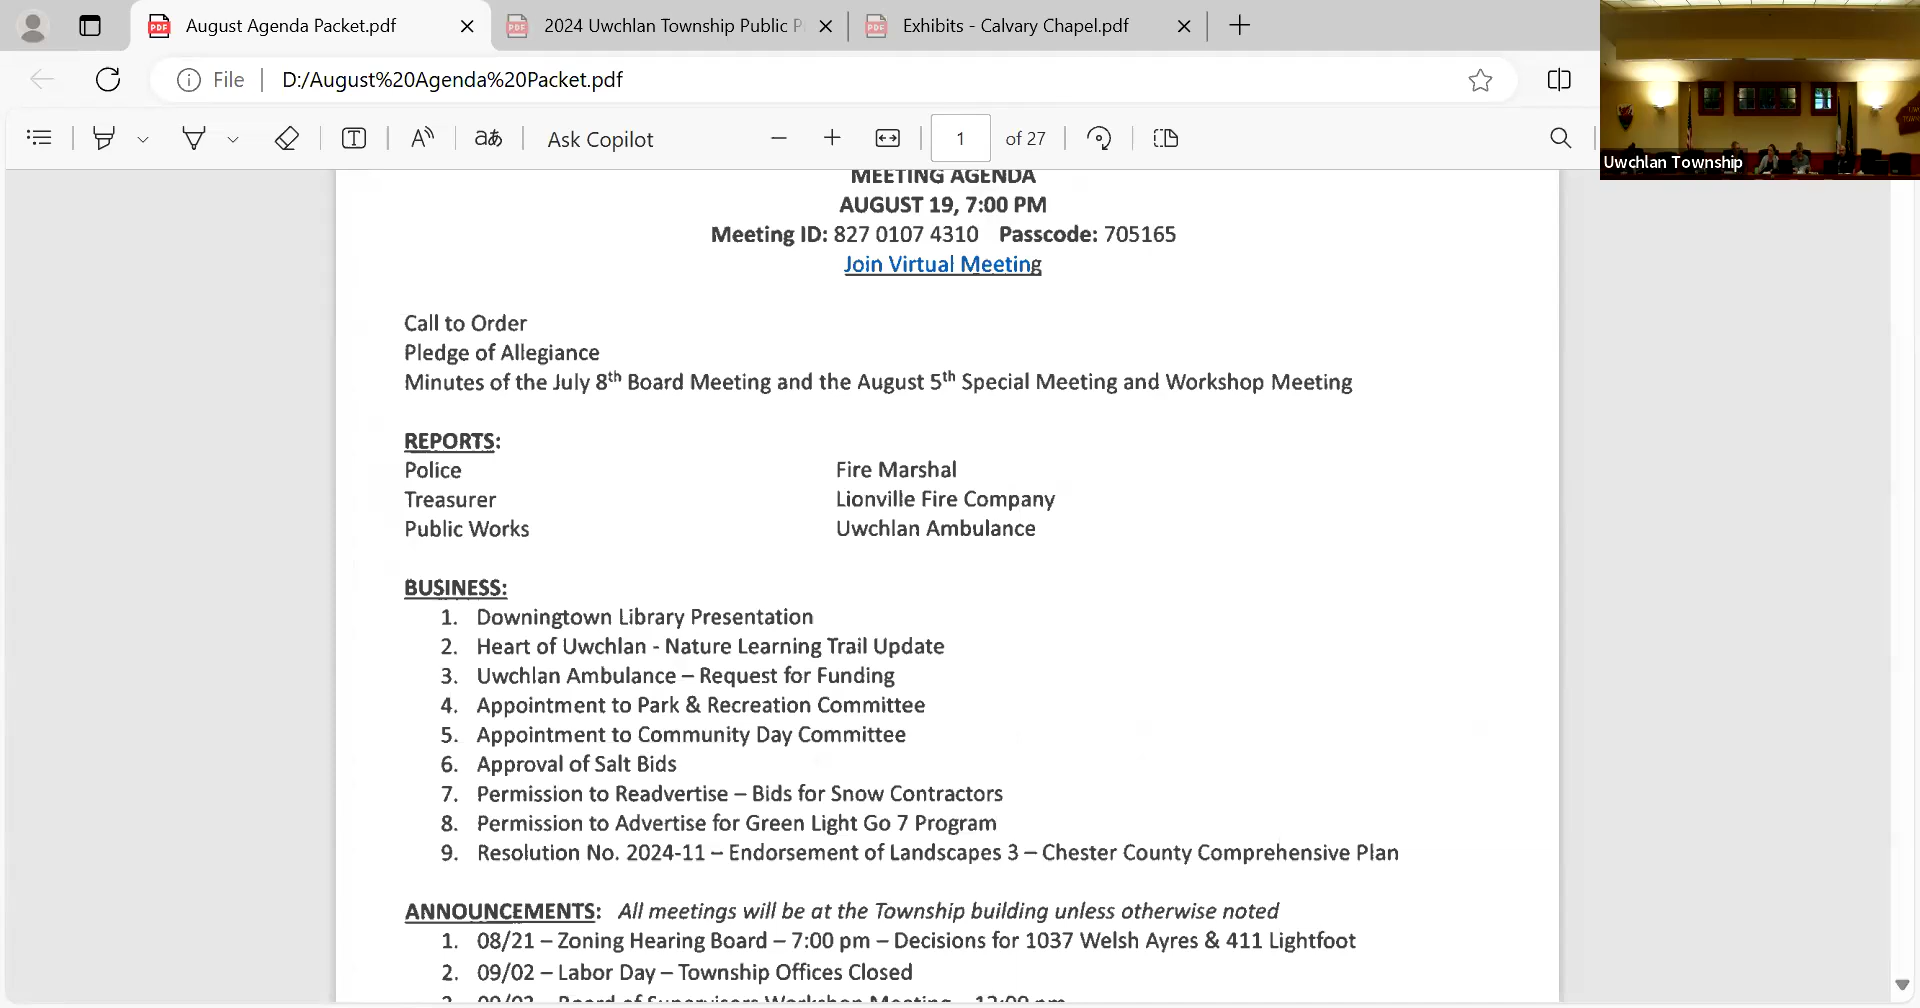 August Agenda Packet.pdf
2024 Uwchlan Township Public P
Exhibits - Calvary Chapel.pdf
File
D:/August%20Agenda%20Packet.pdf
Ask Copilot
1 of 27
Uwchlan Township
MEETING AGENDA
AUGUST 19, 7:00 PM
Meeting ID: 827 0107 4310 Passcode: 705165
Join Virtual Meeting
Call to Order
Pledge of Allegiance
Minutes of the July 8th Board Meeting and the August 5th Special Meeting and Workshop Meeting
REPORTS:
Police Fire Marshal
Treasurer Lionville Fire Company
Public Works Uwchlan Ambulance
BUSINESS:
1. Downingtown Library Presentation
2. Heart of Uwchlan - Nature Learning Trail Update
3. Uwchlan Ambulance – Request for Funding
4. Appointment to Park & Recreation Committee
5. Appointment to Community Day Committee
6. Approval of Salt Bids
7. Permission to Readvertise – Bids for Snow Contractors
8. Permission to Advertise for Green Light Go 7 Program
9. Resolution No. 2024-11 – Endorsement of Landscapes 3 – Chester County Comprehensive Plan
ANNOUNCEMENTS: All meetings will be at the Township building unless otherwise noted
1. 08/21 – Zoning Hearing Board – 7:00 pm – Decisions for 1037 Welsh Ayres & 411 Lightfoot
2. 09/02 – Labor Day – Township Offices Closed
Board of Supervisors Workshop Meeting